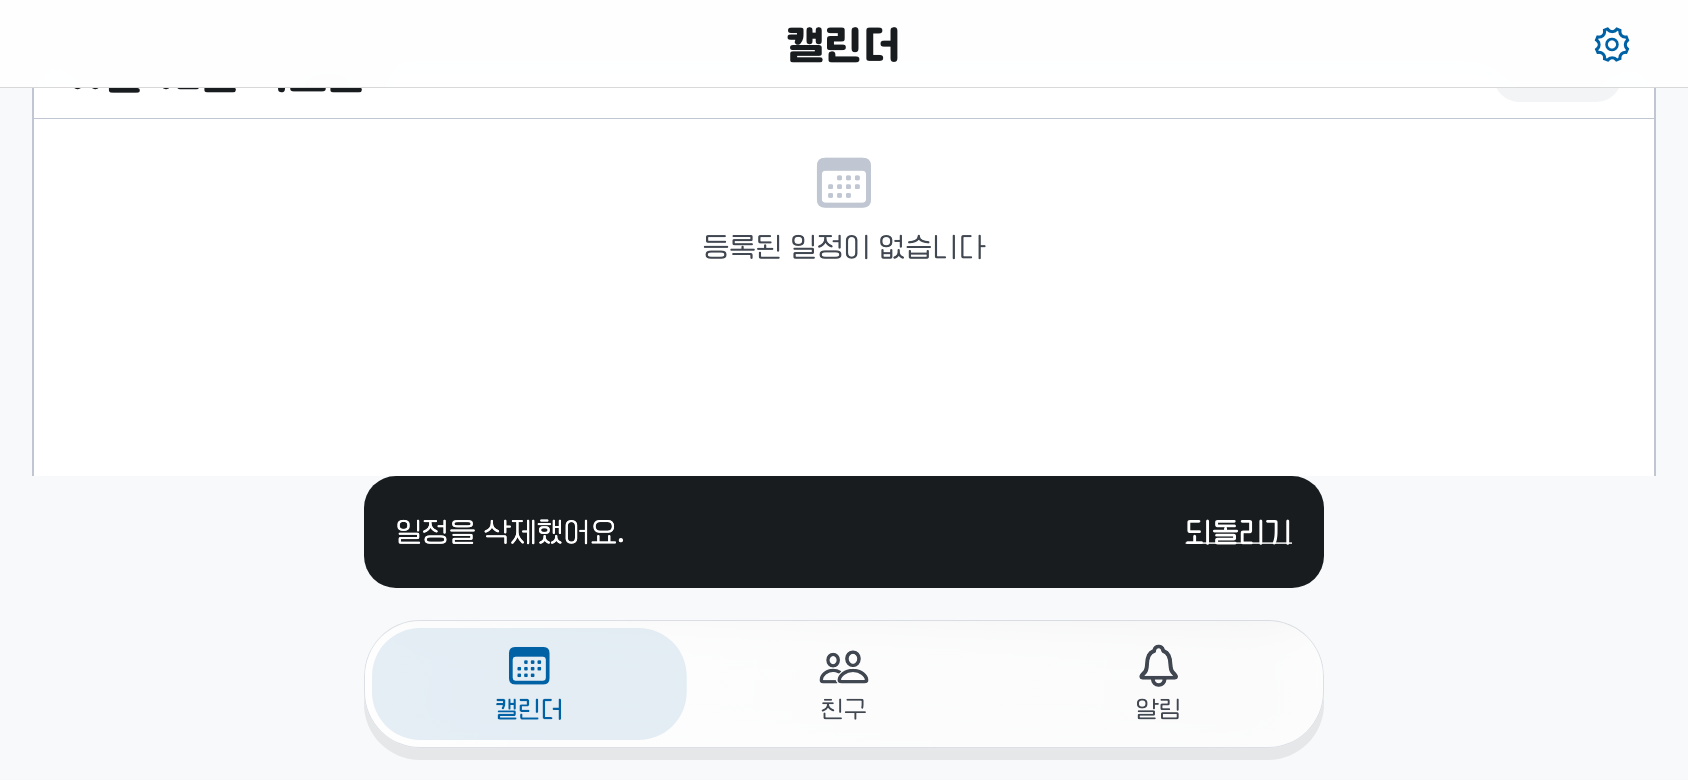 캘린더
등록된 일정이 없습니다
일정을 삭제했어요.
되돌리기
캘린더
친구
알림